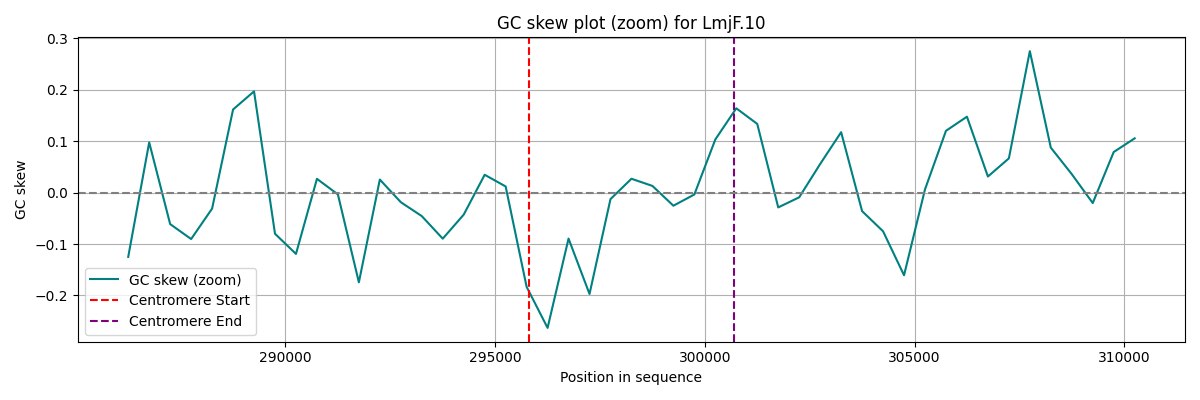 GC skew plot (zoom) for LmjF.10
GC skew
0.3
0.2
0.1
0.0
−0.1
−0.2
GC skew (zoom)
Centromere Start
Centromere End
290000 295000 300000 305000 310000
Position in sequence